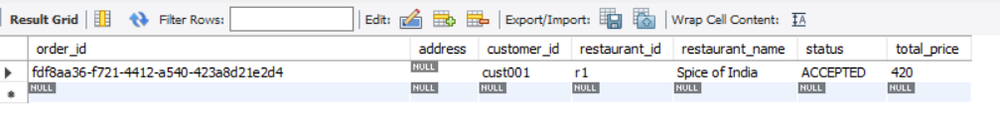 Result Grid Filter Rows: Edit: Export/Import: Wrap Cell Content: IA
order_id address customer_id restaurant_id restaurant_name status total_price
fdf8aa36-f721-4412-a540-423a8d21e2d4 NULL cust001 r1 Spice of India ACCEPTED 420
NULL NULL NULL NULL NULL NULL NULL